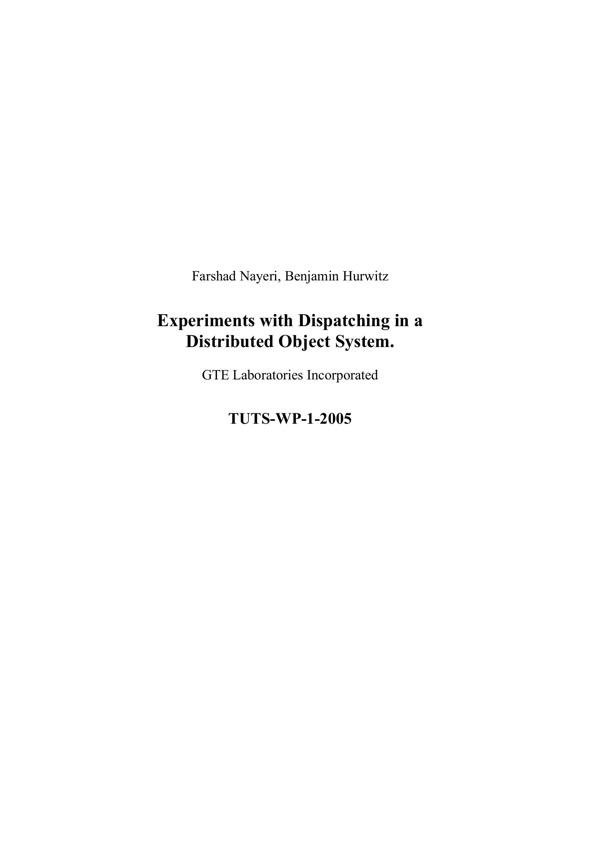 Farshad Nayeri, Benjamin Hurwitz
Experiments with Dispatching in a
Distributed Object System.
GTE Laboratories Incorporated
TUTS-WP-1-2005